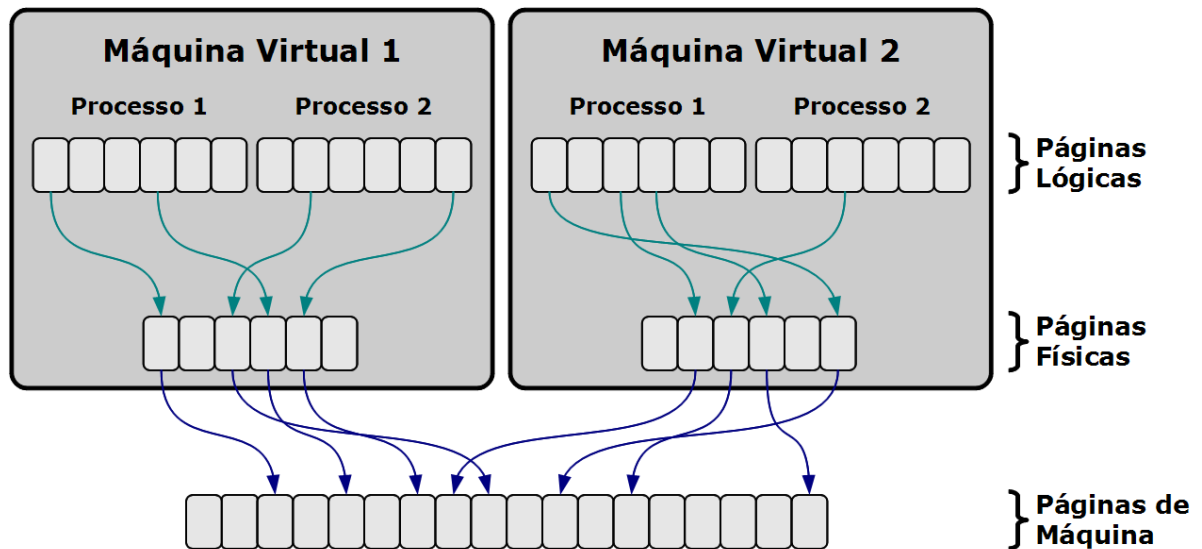 Máquina Virtual 1
Máquina Virtual 2
Processo 1
Processo 2
Processo 1
Processo 2
Páginas
Lógicas
Páginas
Físicas
Páginas de
Máquina